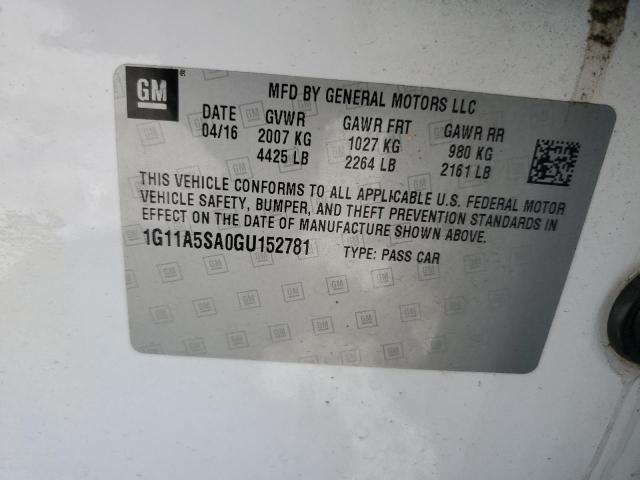 GM ®
MFD BY GENERAL MOTORS LLC
DATE GVWR GAWR FRT GAWR RR
04/16 2007 KG 1027 KG 980 KG
4425 LB 2264 LB 2161 LB
THIS VEHICLE CONFORMS TO ALL APPLICABLE U.S. FEDERAL MOTOR
VEHICLE SAFETY, BUMPER, AND THEFT PREVENTION STANDARDS IN
EFFECT ON THE DATE OF MANUFACTURE SHOWN ABOVE.
1G11A5SA0GU152781 TYPE: PASS CAR